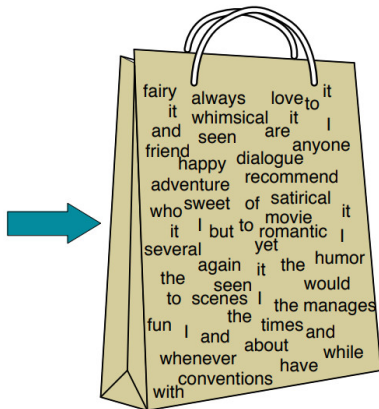 fairy always love to it
it whimsical it I
and seen are anyone
friend happy dialogue
adventure recommend
who sweet of satirical it
it I but to movie romantic I
several yet
again it the humor
the seen would
to scenes I the manages
fun I and the times and
whenever about while
conventions have
with